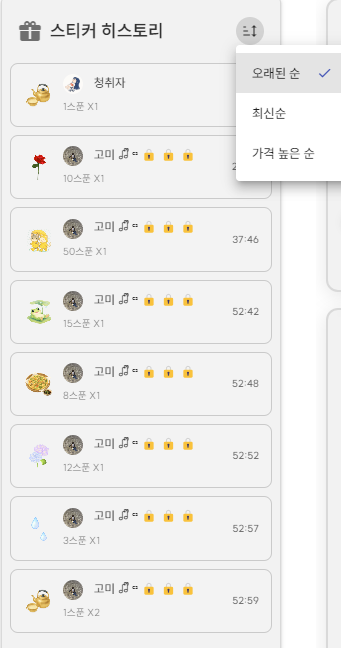 스티커 히스토리
오래된 순
최신순
가격 높은 순
청취자
1스푼 X1
고미 🎵 🔒 🔒 🔒
10스푼 X1
고미 🎵 🔒 🔒 🔒
37:46
50스푼 X1
고미 🎵 🔒 🔒 🔒
52:42
15스푼 X1
고미 🎵 🔒 🔒 🔒
52:48
8스푼 X1
고미 🎵 🔒 🔒 🔒
52:52
12스푼 X1
고미 🎵 🔒 🔒 🔒
52:57
3스푼 X1
고미 🎵 🔒 🔒 🔒
52:59
1스푼 X2